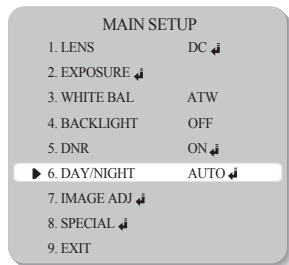 MAIN SETUP
1. LENS DC ↲
2. EXPOSURE ↲
3. WHITE BAL ATW
4. BACKLIGHT OFF
5. DNR ON ↲
6. DAY/NIGHT AUTO ↲
7. IMAGE ADJ ↲
8. SPECIAL ↲
9. EXIT